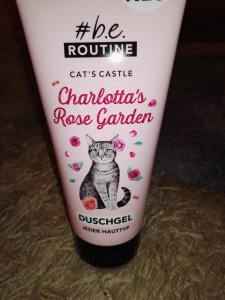 #b.e.
ROUTINE
CAT'S CASTLE
Charlotta's
Rose Garden
DUSCHGEL
JEDER HAUTTYP